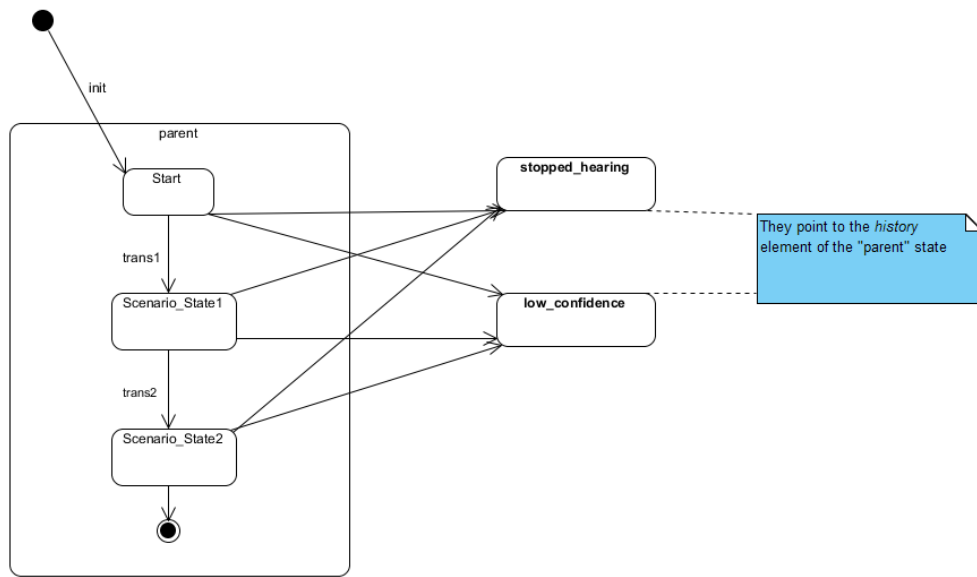 init
parent
Start
stopped_hearing
They point to the history
element of the "parent" state
trans1
Scenario_State1
low_confidence
trans2
Scenario_State2